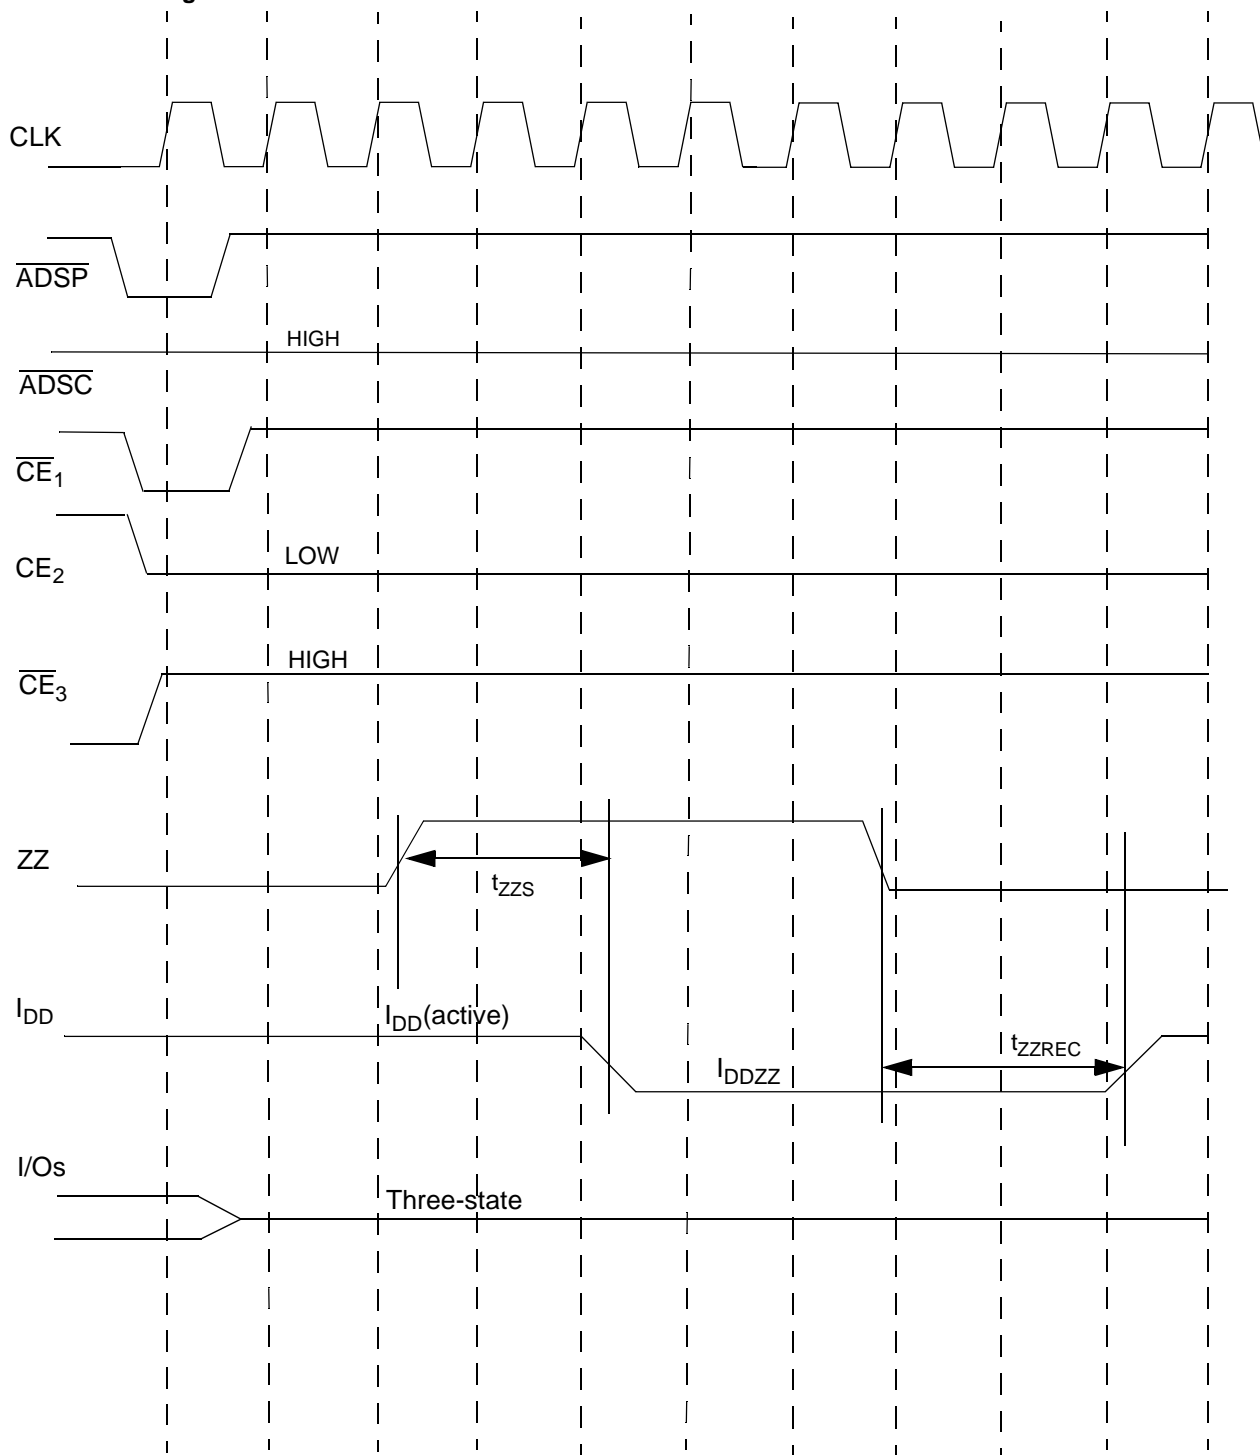 CLK
ADSP
HIGH
ADSC
CE1
LOW
CE2
HIGH
CE3
ZZ
tZZS
IDD
IDD(active)
tZZREC
IDDZZ
I/Os
Three-state